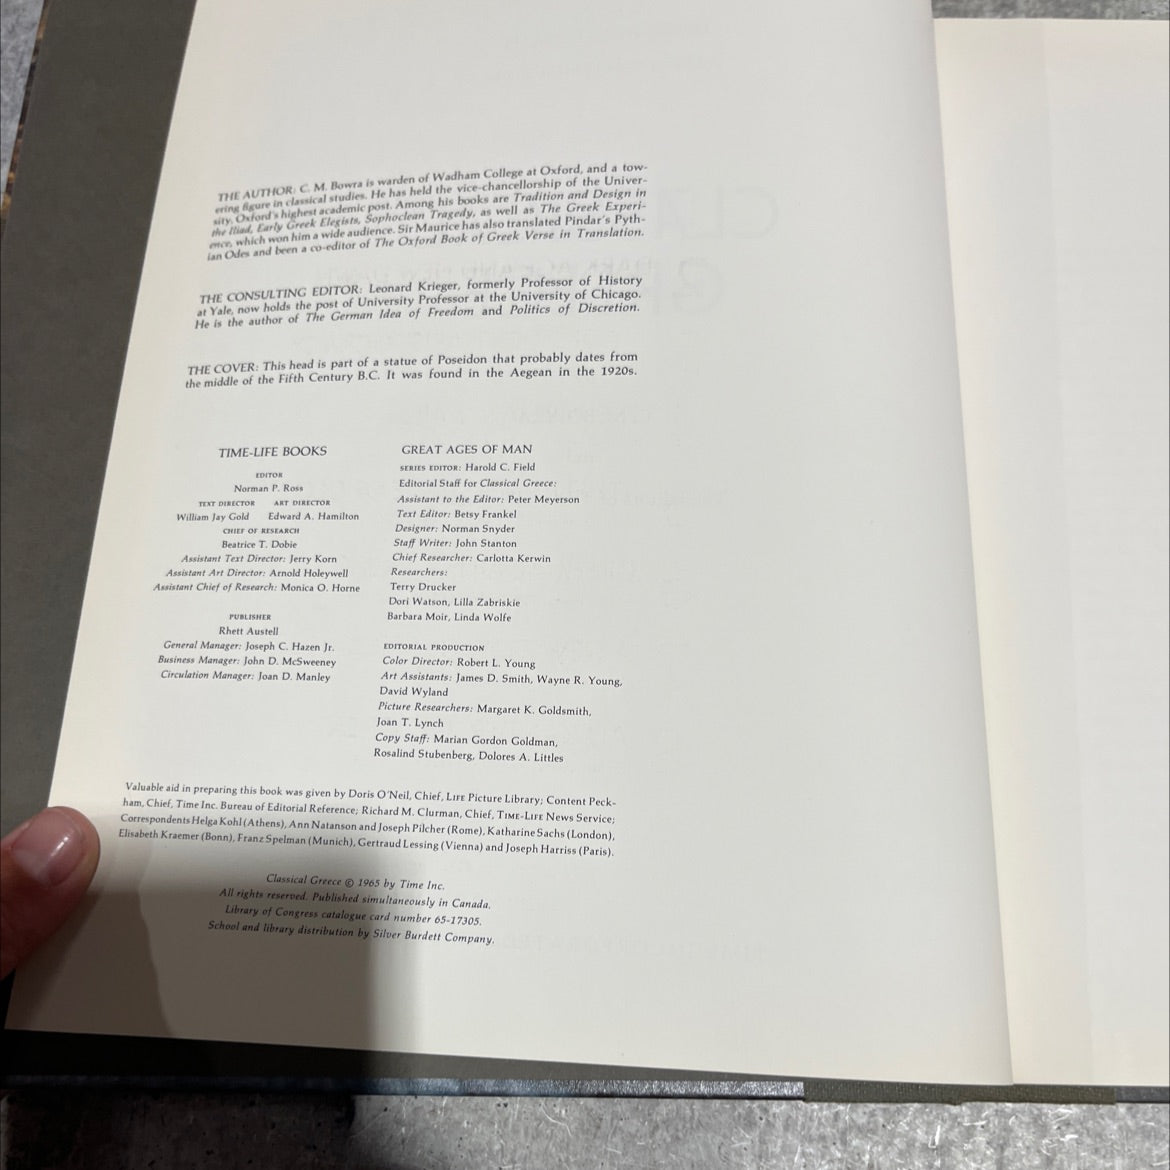 THE AUTHOR: C. M. Bowra is warden of Wadham College at Oxford, and a tow-
ering figure in classical studies. He has held the vice-chancellorship of the Univer-
sity, Oxford's highest academic post. Among his books are Tradition and Design in
the Iliad, Early Greek Elegists, Sophoclean Tragedy, as well as The Greek Experi-
ence, which won him a wide audience. Sir Maurice has also translated Pindar's Pyth-
ian Odes and been a co-editor of The Oxford Book of Greek Verse in Translation.
THE CONSULTING EDITOR: Leonard Krieger, formerly Professor of History
at Yale, now holds the post of University Professor at the University of Chicago.
He is the author of The German Idea of Freedom and Politics of Discretion.
THE COVER: This head is part of a statue of Poseidon that probably dates from
the middle of the Fifth Century B.C. It was found in the Aegean in the 1920s.
TIME-LIFE BOOKS
EDITOR
Norman P. Ross
TEXT DIRECTOR ART DIRECTOR
William Jay Gold Edward A. Hamilton
CHIEF OF RESEARCH
Beatrice T. Dobie
Assistant Text Director: Jerry Korn
Assistant Art Director: Arnold Holeywell
Assistant Chief of Research: Monica O. Horne
PUBLISHER
Rhett Austell
General Manager: Joseph C. Hazen Jr.
Business Manager: John D. McSweeney
Circulation Manager: Joan D. Manley
GREAT AGES OF MAN
SERIES EDITOR: Harold C. Field
Editorial Staff for Classical Greece:
Assistant to the Editor: Peter Meyerson
Text Editor: Betsy Frankel
Designer: Norman Snyder
Staff Writer: John Stanton
Chief Researcher: Carlotta Kerwin
Researchers:
Terry Drucker
Dori Watson, Lilla Zabriskie
Barbara Moir, Linda Wolfe
EDITORIAL PRODUCTION
Color Director: Robert L. Young
Art Assistants: James D. Smith, Wayne R. Young,
David Wyland
Picture Researchers: Margaret K. Goldsmith,
Joan T. Lynch
Copy Staff: Marian Gordon Goldman,
Rosalind Stubenberg, Dolores A. Littles
Valuable aid in preparing this book was given by Doris O'Neil, Chief, LIFE Picture Library; Content Peck-
ham, Chief, Time Inc. Bureau of Editorial Reference; Richard M. Clurman, Chief, TIME-LIFE News Service;
Correspondents Helga Kohl (Athens), Ann Natanson and Joseph Pilcher (Rome), Katharine Sachs (London),
Elisabeth Kraemer (Bonn), Franz Spelman (Munich), Gertraud Lessing (Vienna) and Joseph Harriss (Paris).
Classical Greece © 1965 by Time Inc.
All rights reserved. Published simultaneously in Canada.
Library of Congress catalogue card number 65-17305.
School and library distribution by Silver Burdett Company.